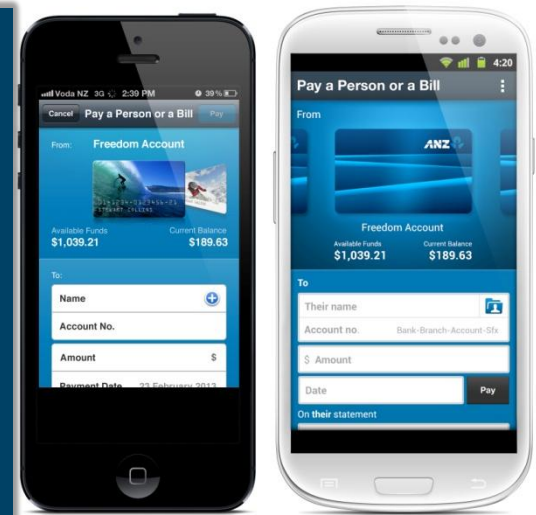 Voda NZ 3G 2:39 PM 39%
Cancel Pay a Person or a Bill Pay
From: Freedom Account
STUART COLLINS
Available Funds Current Balance
$1,039.21 $189.63
To:
Name
Account No.
Amount $
Payment Date 23 February 2013
4:20
Pay a Person or a Bill
From
ANZ
Freedom Account
Available Funds Current Balance
$1,039.21 $189.63
To
Their name
Account no. Bank-Branch-Account-Sfx
$ Amount
Date Pay
On their statement